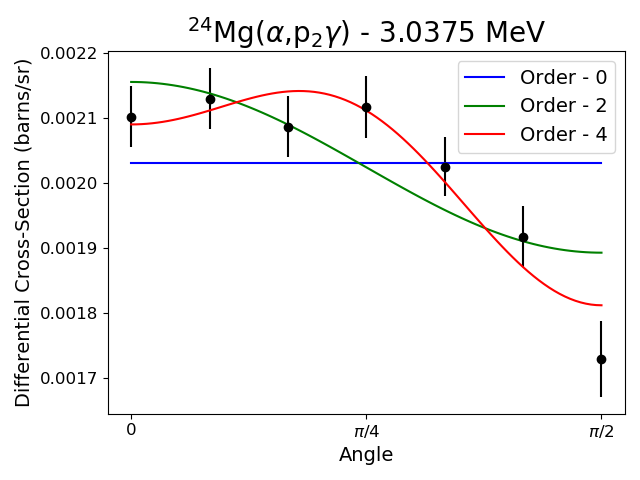 ²⁴Mg(α,p₂γ) - 3.0375 MeV
Order - 0
Order - 2
Order - 4
Differential Cross-Section (barns/sr)
0.0022
0.0021
0.0020
0.0019
0.0018
0.0017
0
π/4
π/2
Angle